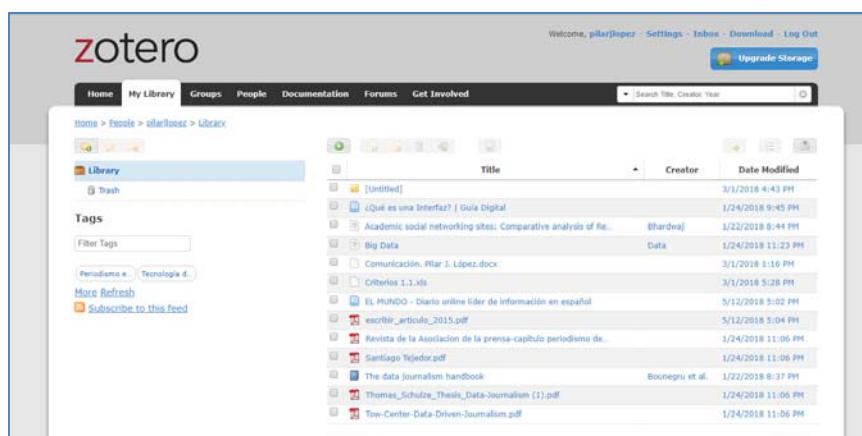 Welcome, pilarjlopez · Settings · Inbox · Download · Log Out
zotero
Upgrade Storage
Home My Library Groups People Documentation Forums Get Involved Search Title, Creator, Year
Home > People > pilarjlopez > Library
Library
Trash
Tags
Filter Tags
Periodismo e... Tecnología d...
More Refresh
Subscribe to this feed
Title Creator Date Modified
[Untitled] 3/1/2018 4:43 PM
¿Qué es una Interfaz? | Guía Digital 1/24/2018 9:45 PM
Academic social networking sites: Comparative analysis of Re... Bhardwaj 1/22/2018 8:44 PM
Big Data Data 1/24/2018 11:23 PM
Comunicación. Pilar J. López.docx 3/1/2018 1:16 PM
Criterios 1.1.xls 3/1/2018 5:28 PM
EL MUNDO - Diario online líder de información en español 5/12/2018 5:02 PM
escribir_articulo_2015.pdf 5/12/2018 5:04 PM
Revista de la Asociacion de la prensa-capitulo periodismo de... 1/24/2018 11:06 PM
Santiago Tejedor.pdf 1/24/2018 11:06 PM
The data journalism handbook Bounegru et al. 1/22/2018 8:37 PM
Thomas_Schulze_Thesis_Data-Journalism (1).pdf 1/24/2018 11:06 PM
Tow-Center-Data-Driven-Journalism.pdf 1/24/2018 11:06 PM